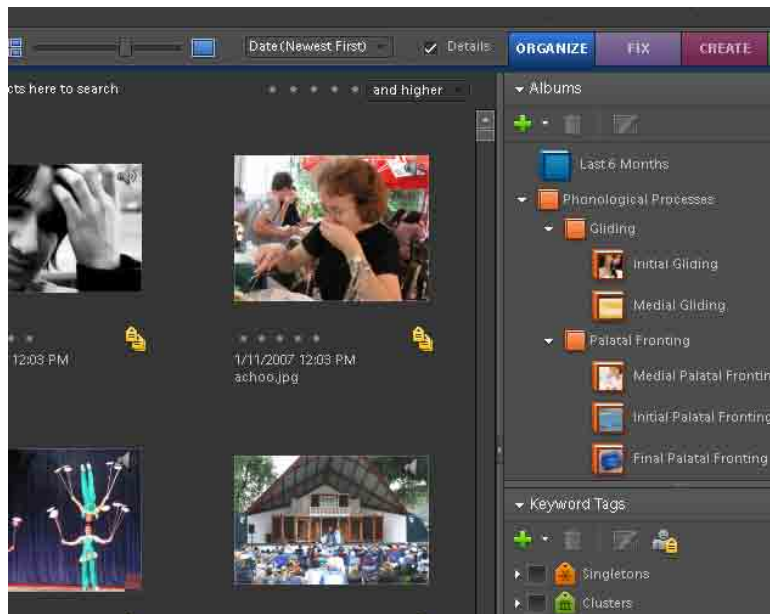 Date (Newest First)
Details
ORGANIZE
FIX
CREATE
cts here to search
and higher
Albums
Last 6 Months
Phonological Processes
Gliding
Initial Gliding
Medial Gliding
Palatal Fronting
Medial Palatal Frontin
Initial Palatal Fronting
Final Palatal Fronting
12:03 PM
1/11/2007 12:03 PM
achoo.jpg
Keyword Tags
Singletons
Clusters